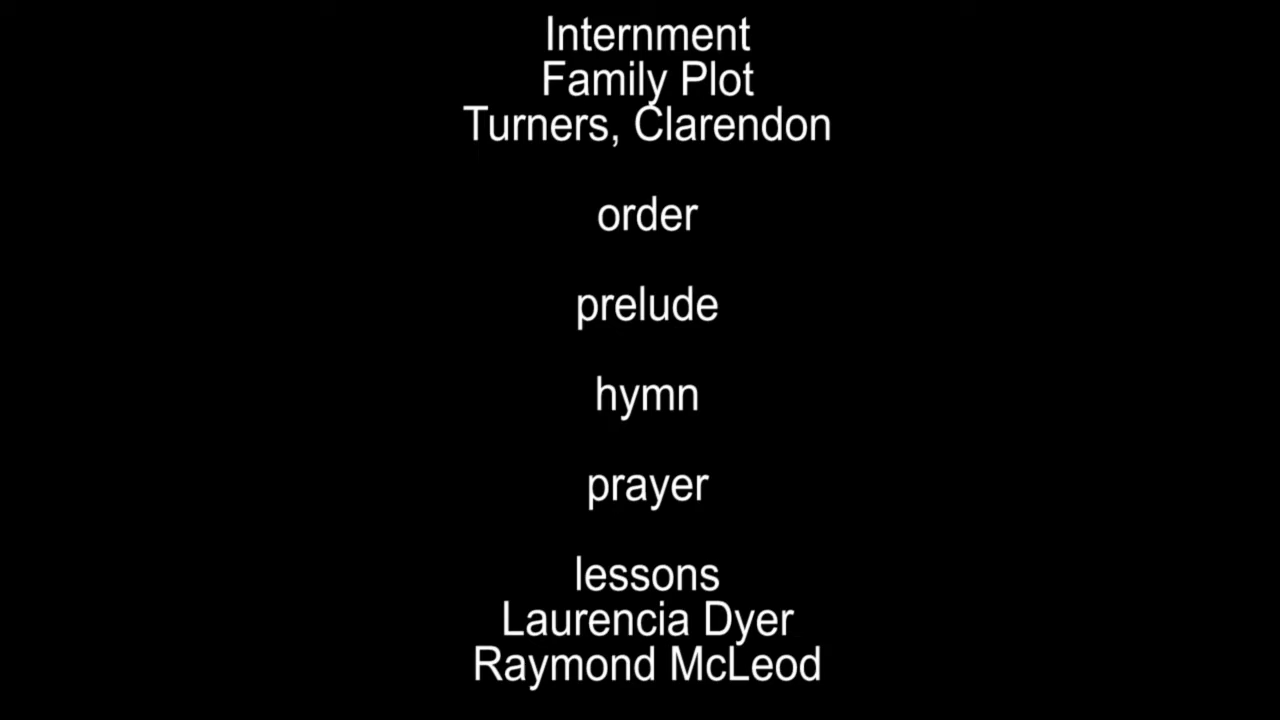 Internment
Family Plot
Turners, Clarendon
order
prelude
hymn
prayer
lessons
Laurencia Dyer
Raymond McLeod